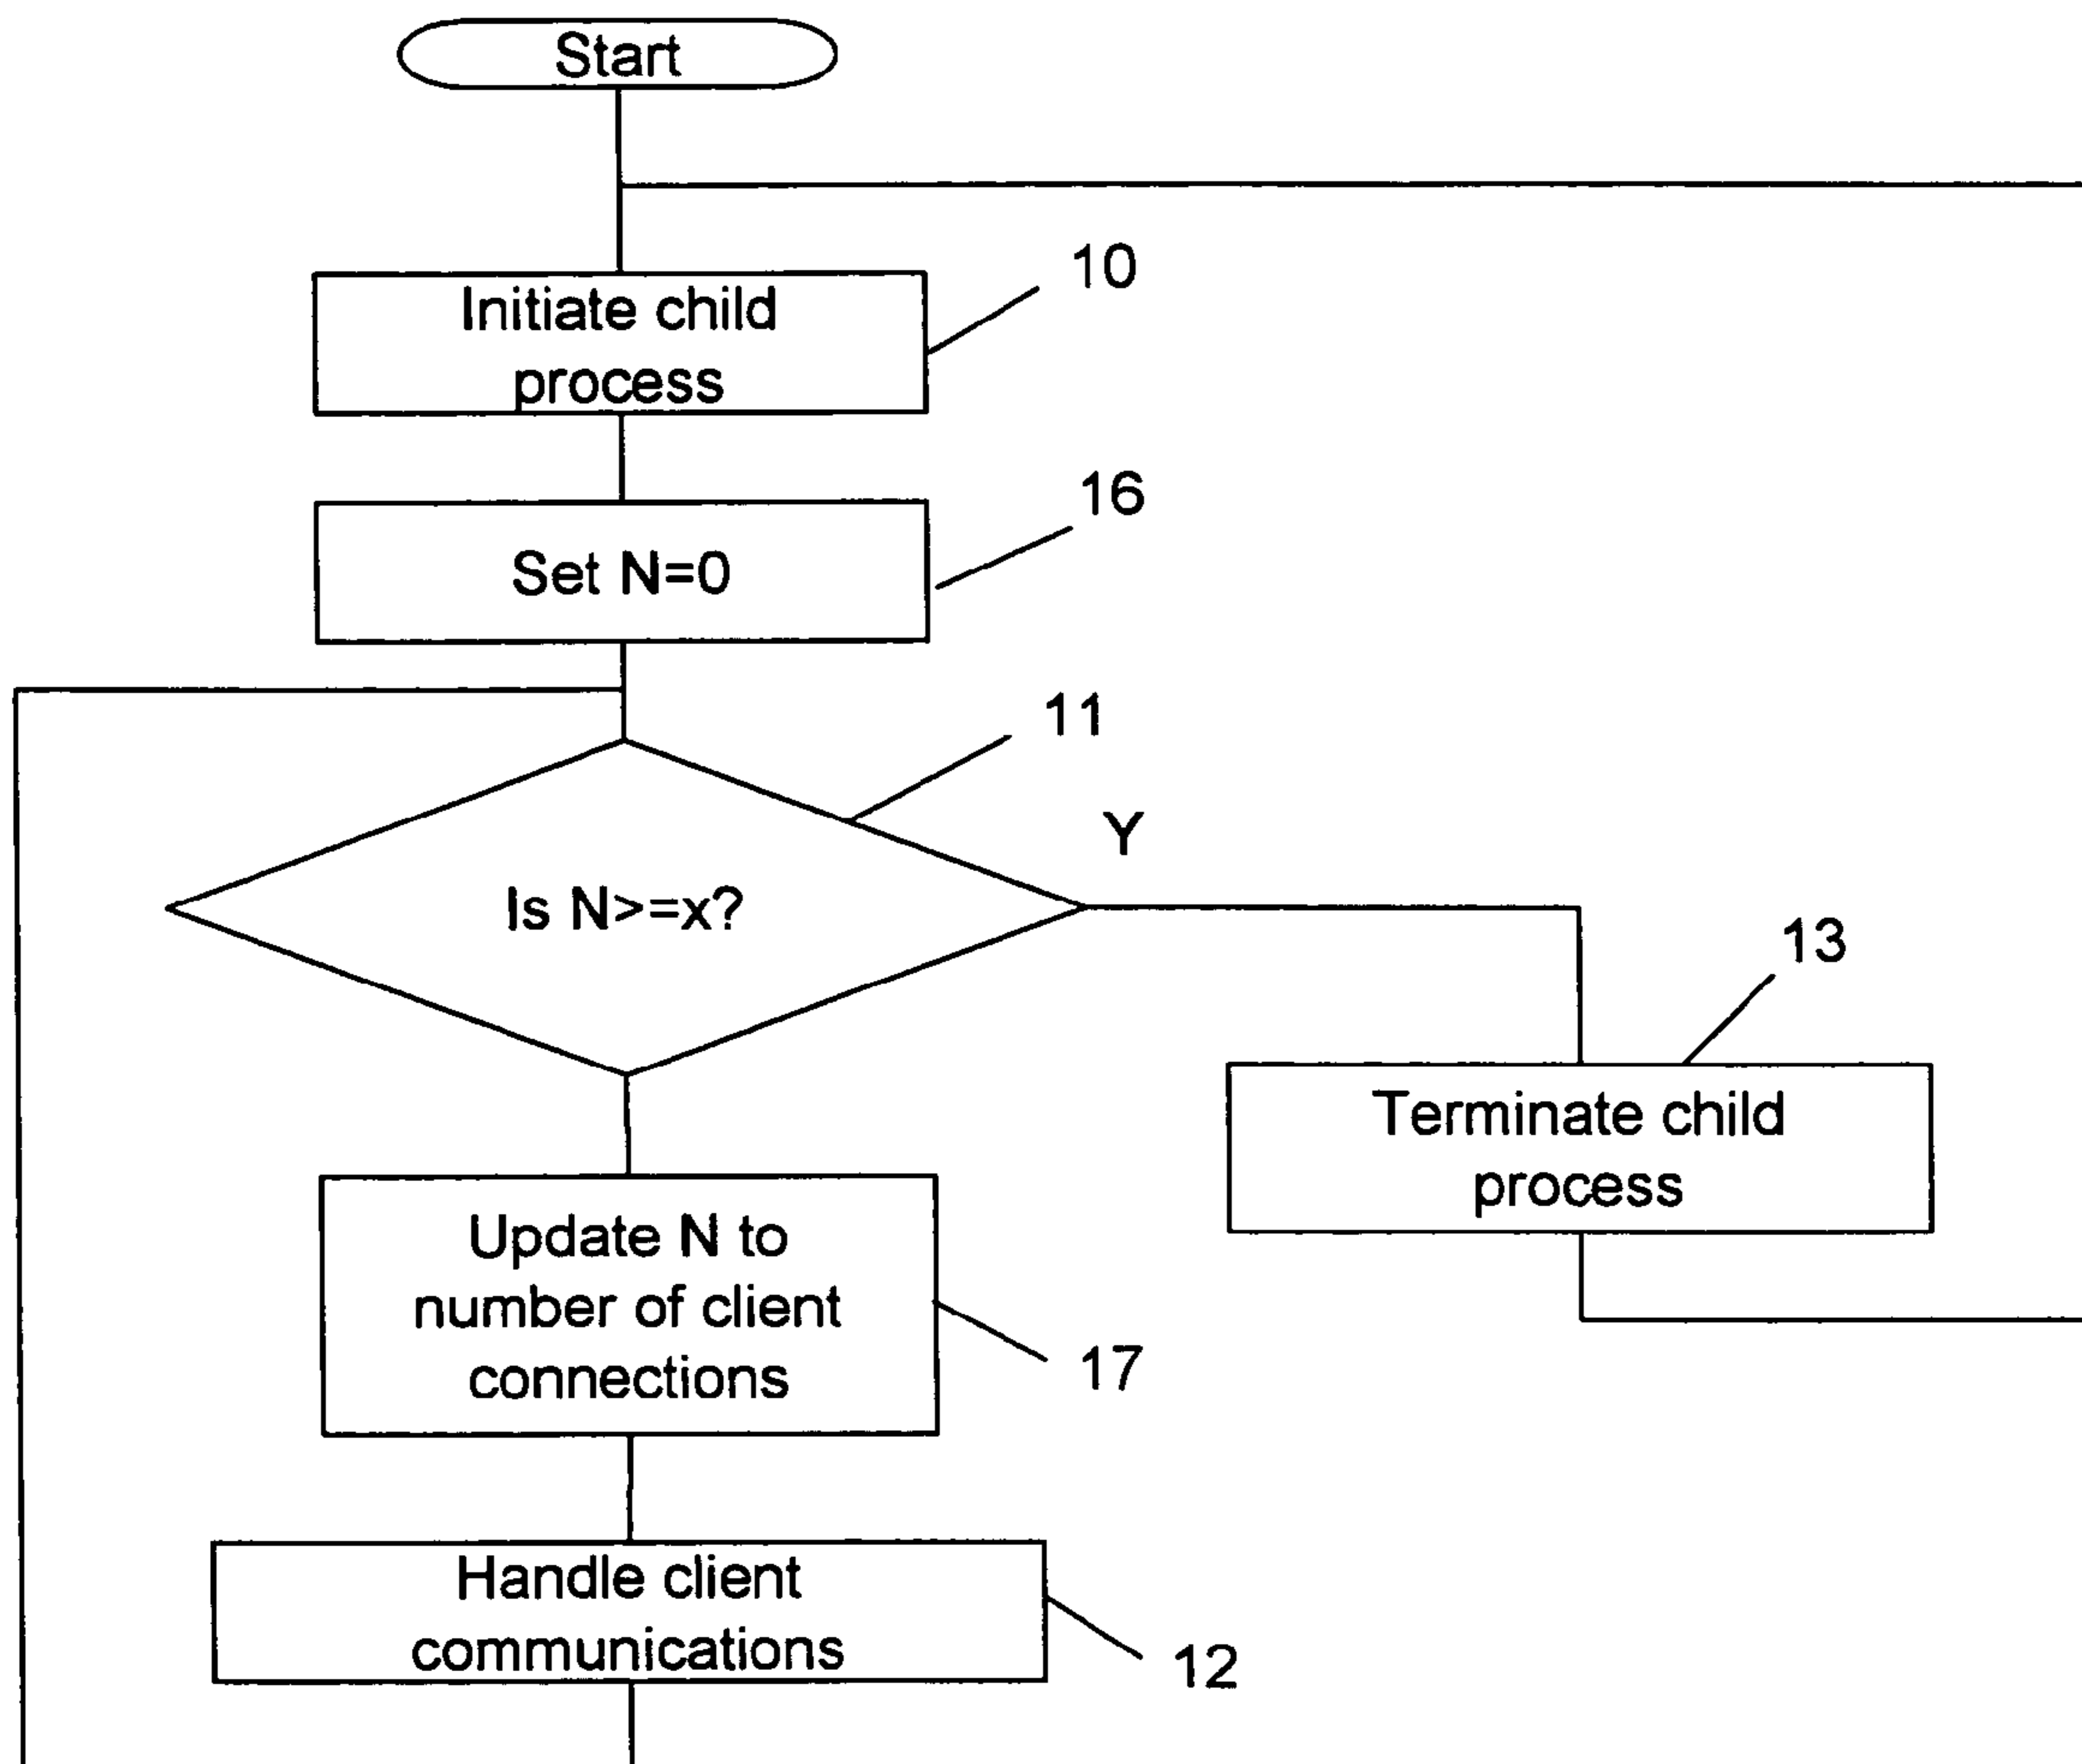 Start
Initiate child
process
10
Set N=0
16
11
Is N>=x?
Y
13
Terminate child
process
Update N to
number of client
connections
17
Handle client
communications
12